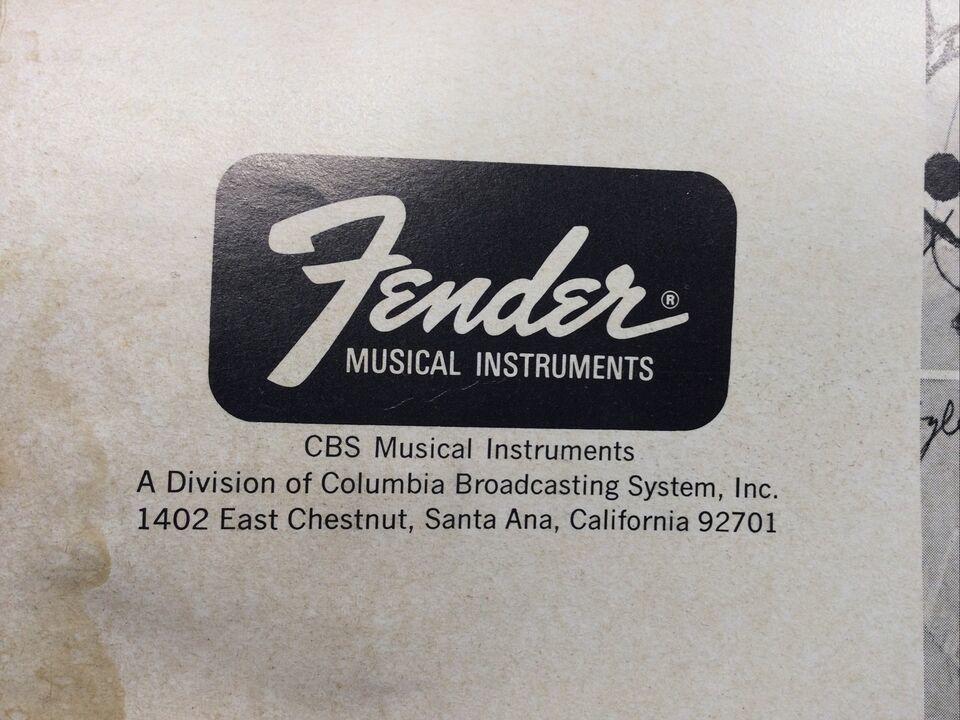 Fender®
MUSICAL INSTRUMENTS
CBS Musical Instruments
A Division of Columbia Broadcasting System, Inc.
1402 East Chestnut, Santa Ana, California 92701